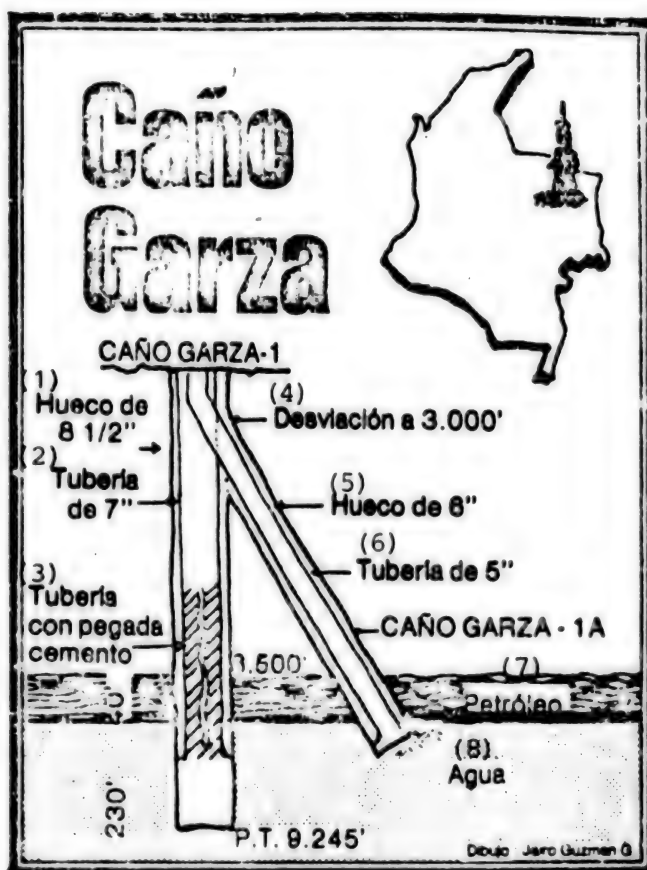 Caño
Garza
CAÑO GARZA-1
(1)
Hueco de
8 1/2"
(2)
Tubería
de 7"
(3)
Tubería
con pegada
cemento
(4)
Desviación a 3.000'
(5)
Hueco de 6"
(6)
Tubería de 5"
CAÑO GARZA - 1A
3.500'
(7)
Petróleo
(8)
Agua
230'
P.T. 9.245'
Dibujo: Jairo Guzman G